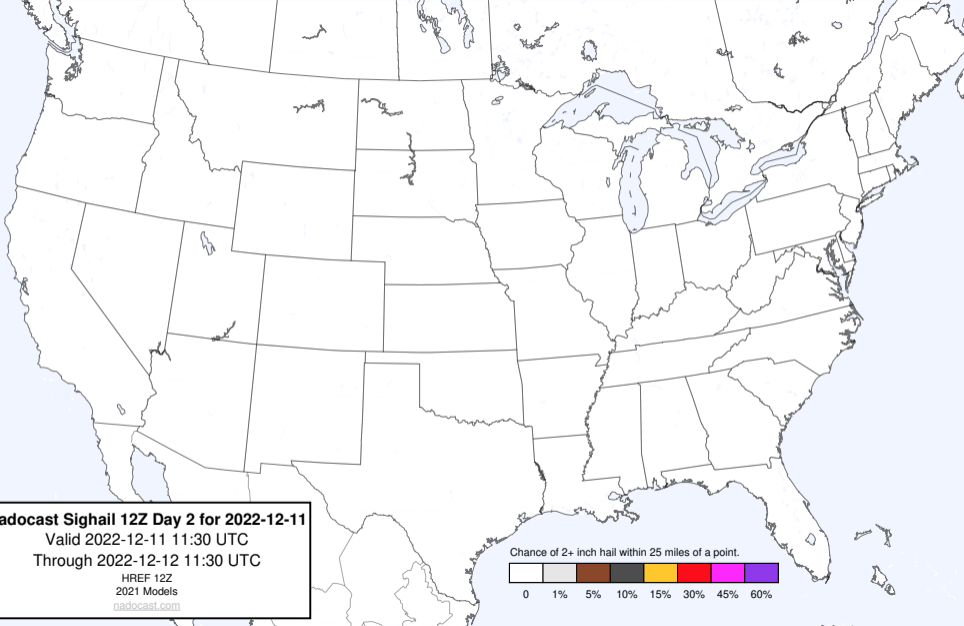 adocast Sighail 12Z Day 2 for 2022-12-11
Valid 2022-12-11 11:30 UTC
Through 2022-12-12 11:30 UTC
HREF 12Z
2021 Models
nadocast.com
Chance of 2+ inch hail within 25 miles of a point.
0 1% 5% 10% 15% 30% 45% 60%